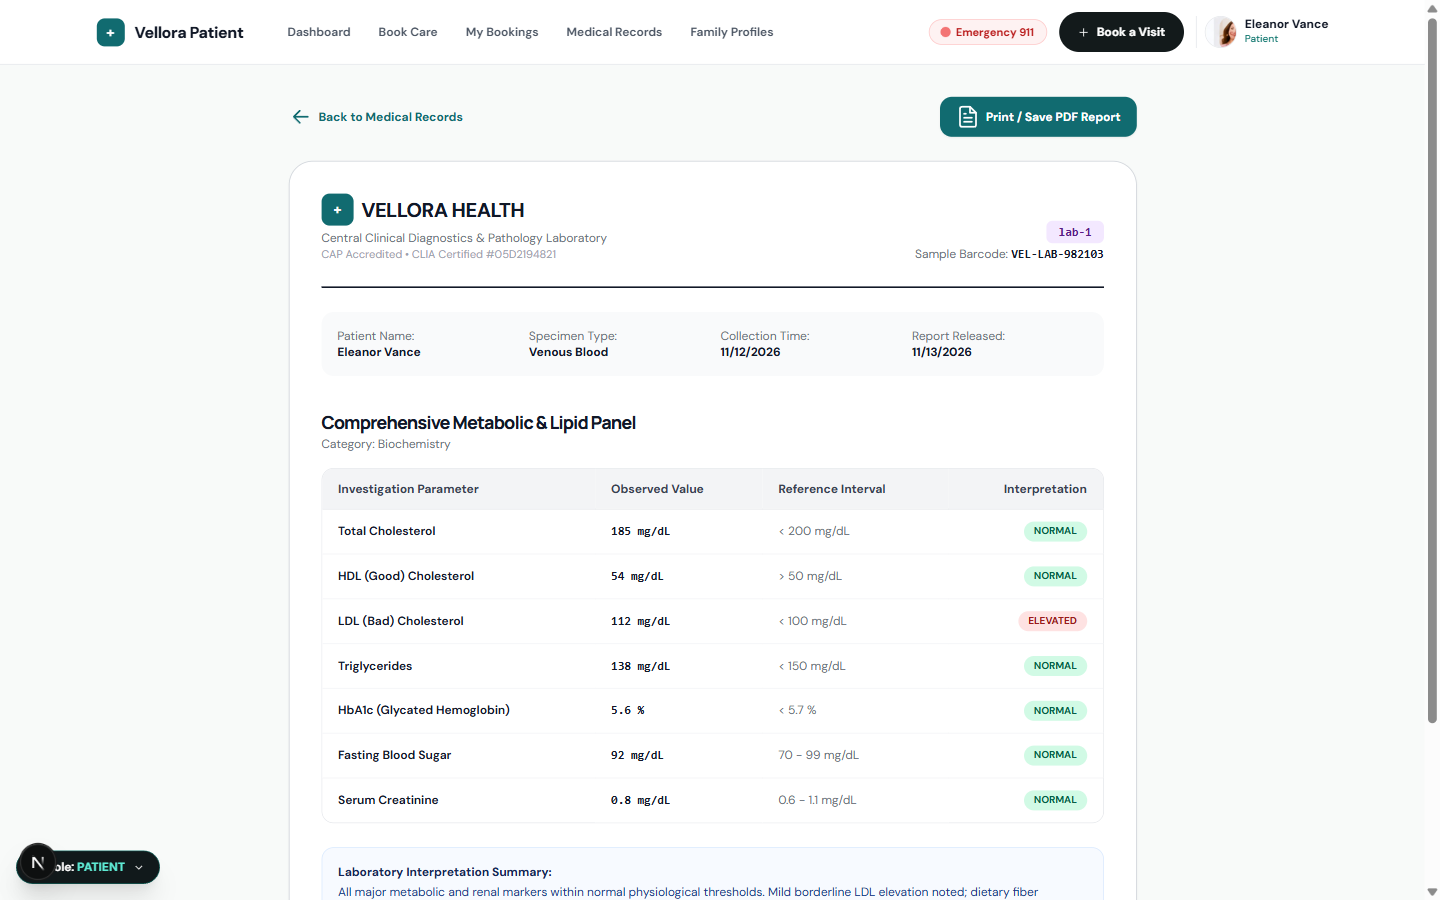 Vellora Patient
Dashboard
Book Care
My Bookings
Medical Records
Family Profiles
Emergency 911
+ Book a Visit
Eleanor Vance
Patient
← Back to Medical Records
Print / Save PDF Report
VELLORA HEALTH
Central Clinical Diagnostics & Pathology Laboratory
CAP Accredited • CLIA Certified #05D2194821
lab-1
Sample Barcode: VEL-LAB-982103
Patient Name:
Eleanor Vance
Specimen Type:
Venous Blood
Collection Time:
11/12/2026
Report Released:
11/13/2026
Comprehensive Metabolic & Lipid Panel
Category: Biochemistry
Investigation Parameter Observed Value Reference Interval Interpretation
Total Cholesterol 185 mg/dL < 200 mg/dL NORMAL
HDL (Good) Cholesterol 54 mg/dL > 50 mg/dL NORMAL
LDL (Bad) Cholesterol 112 mg/dL < 100 mg/dL ELEVATED
Triglycerides 138 mg/dL < 150 mg/dL NORMAL
HbA1c (Glycated Hemoglobin) 5.6 % < 5.7 % NORMAL
Fasting Blood Sugar 92 mg/dL 70 – 99 mg/dL NORMAL
Serum Creatinine 0.8 mg/dL 0.6 – 1.1 mg/dL NORMAL
Laboratory Interpretation Summary:
All major metabolic and renal markers within normal physiological thresholds. Mild borderline LDL elevation noted; dietary fiber
N
PATIENT